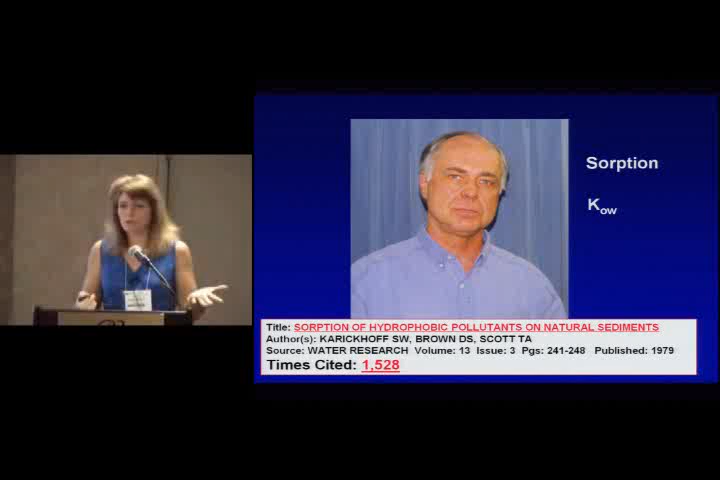 Sorption
Kow
Title: SORPTION OF HYDROPHOBIC POLLUTANTS ON NATURAL SEDIMENTS
Author(s): KARICKHOFF SW, BROWN DS, SCOTT TA
Source: WATER RESEARCH Volume: 13 Issue: 3 Pgs: 241-248 Published: 1979
Times Cited: 1,528